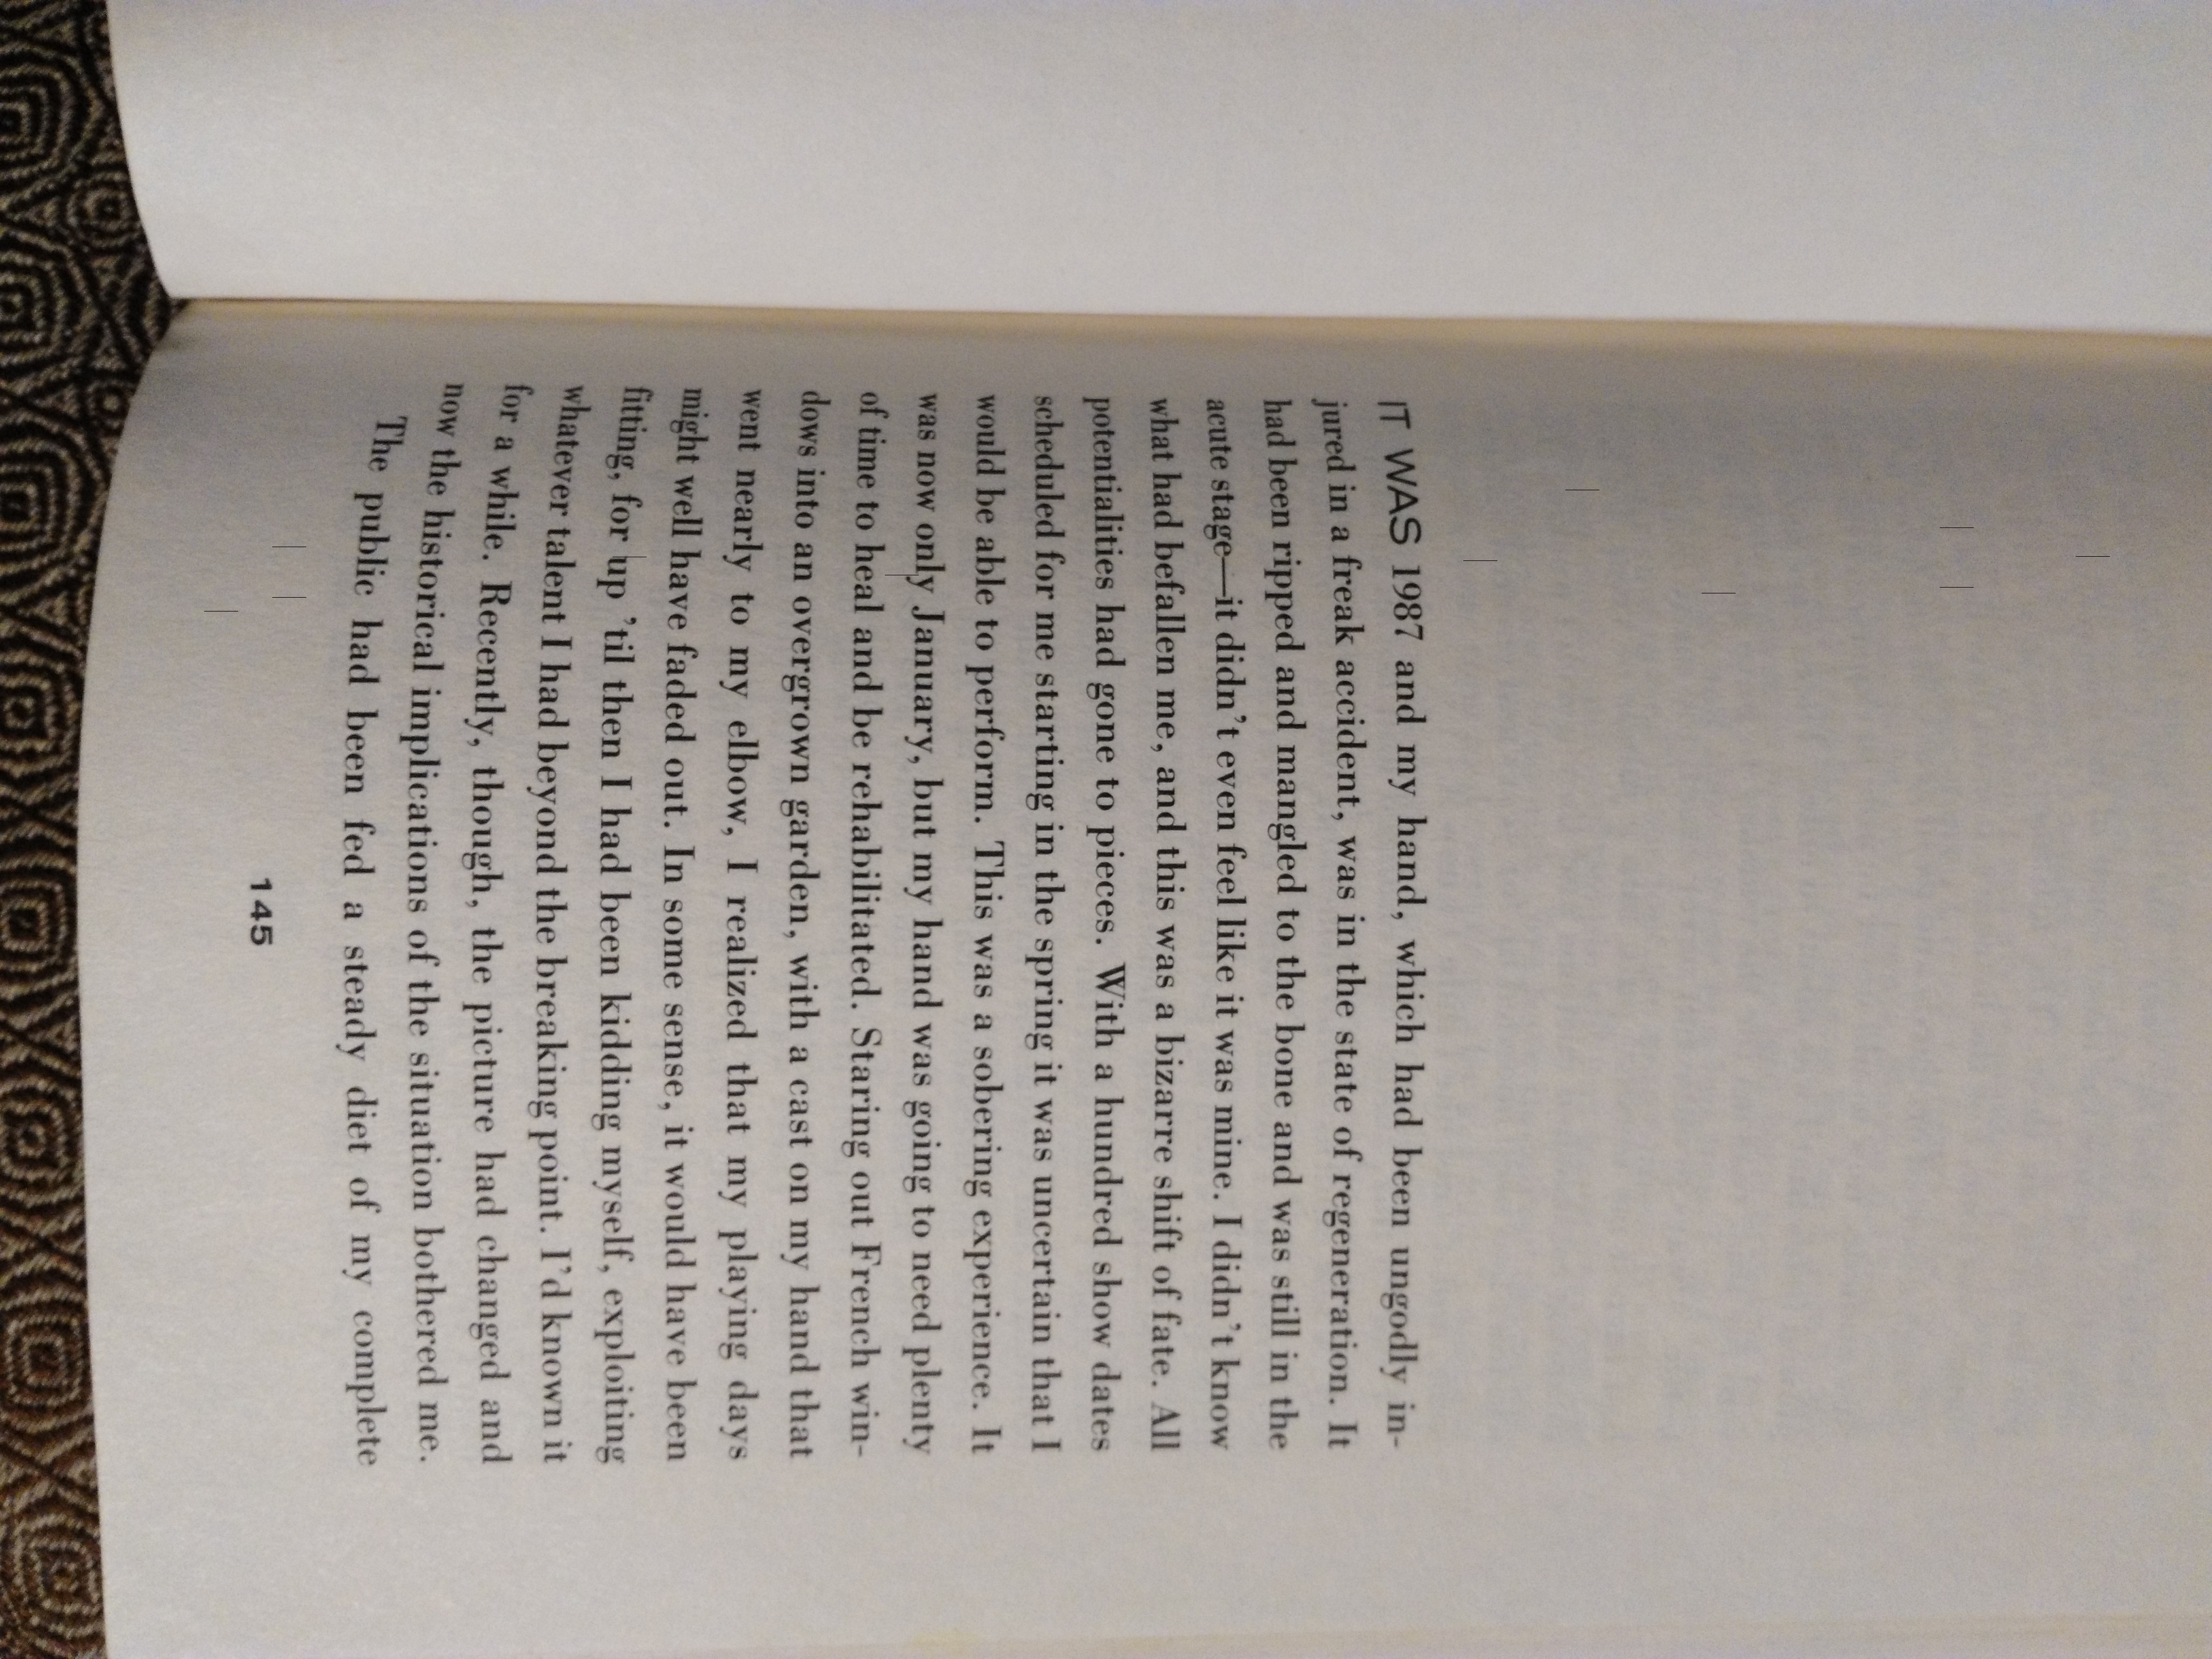 IT WAS 1987 and my hand, which had been ungodly in-
jured in a freak accident, was in the state of regeneration. It
had been ripped and mangled to the bone and was still in the
acute stage—it didn't even feel like it was mine. I didn't know
what had befallen me, and this was a bizarre shift of fate. All
potentialities had gone to pieces. With a hundred show dates
scheduled for me starting in the spring it was uncertain that I
would be able to perform. This was a sobering experience. It
was now only January, but my hand was going to need plenty
of time to heal and be rehabilitated. Staring out French win-
dows into an overgrown garden, with a cast on my hand that
went nearly to my elbow, I realized that my playing days
might well have faded out. In some sense, it would have been
fitting, for up 'til then I had been kidding myself, exploiting
whatever talent I had beyond the breaking point. I'd known it
for a while. Recently, though, the picture had changed and
now the historical implications of the situation bothered me.
The public had been fed a steady diet of my complete
145